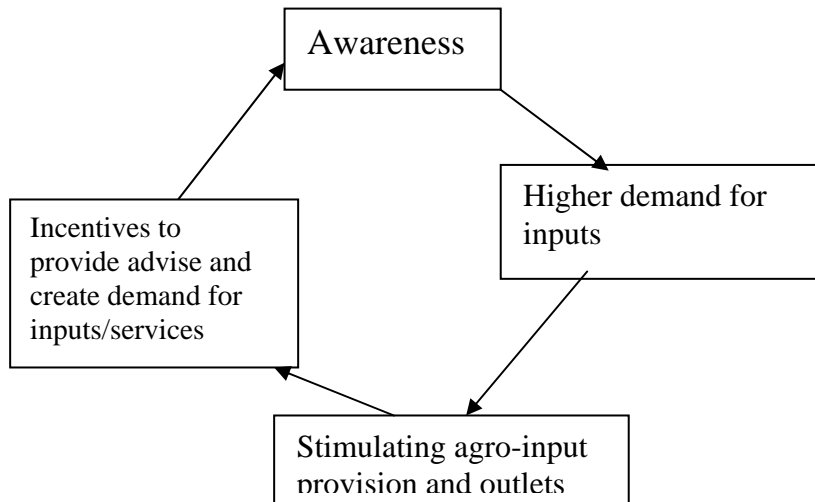 Awareness
Higher demand for
inputs
Incentives to
provide advise and
create demand for
inputs/services
Stimulating agro-input
provision and outlets